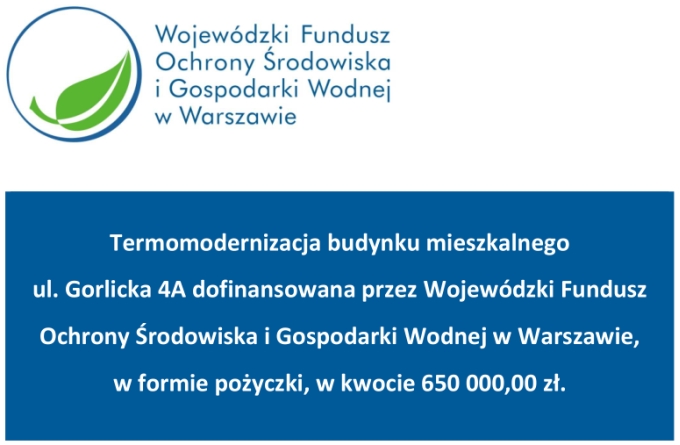 Wojewódzki Fundusz
Ochrony Środowiska
i Gospodarki Wodnej
w Warszawie
Termomodernizacja budynku mieszkalnego
ul. Gorlicka 4A dofinansowana przez Wojewódzki Fundusz
Ochrony Środowiska i Gospodarki Wodnej w Warszawie,
w formie pożyczki, w kwocie 650 000,00 zł.